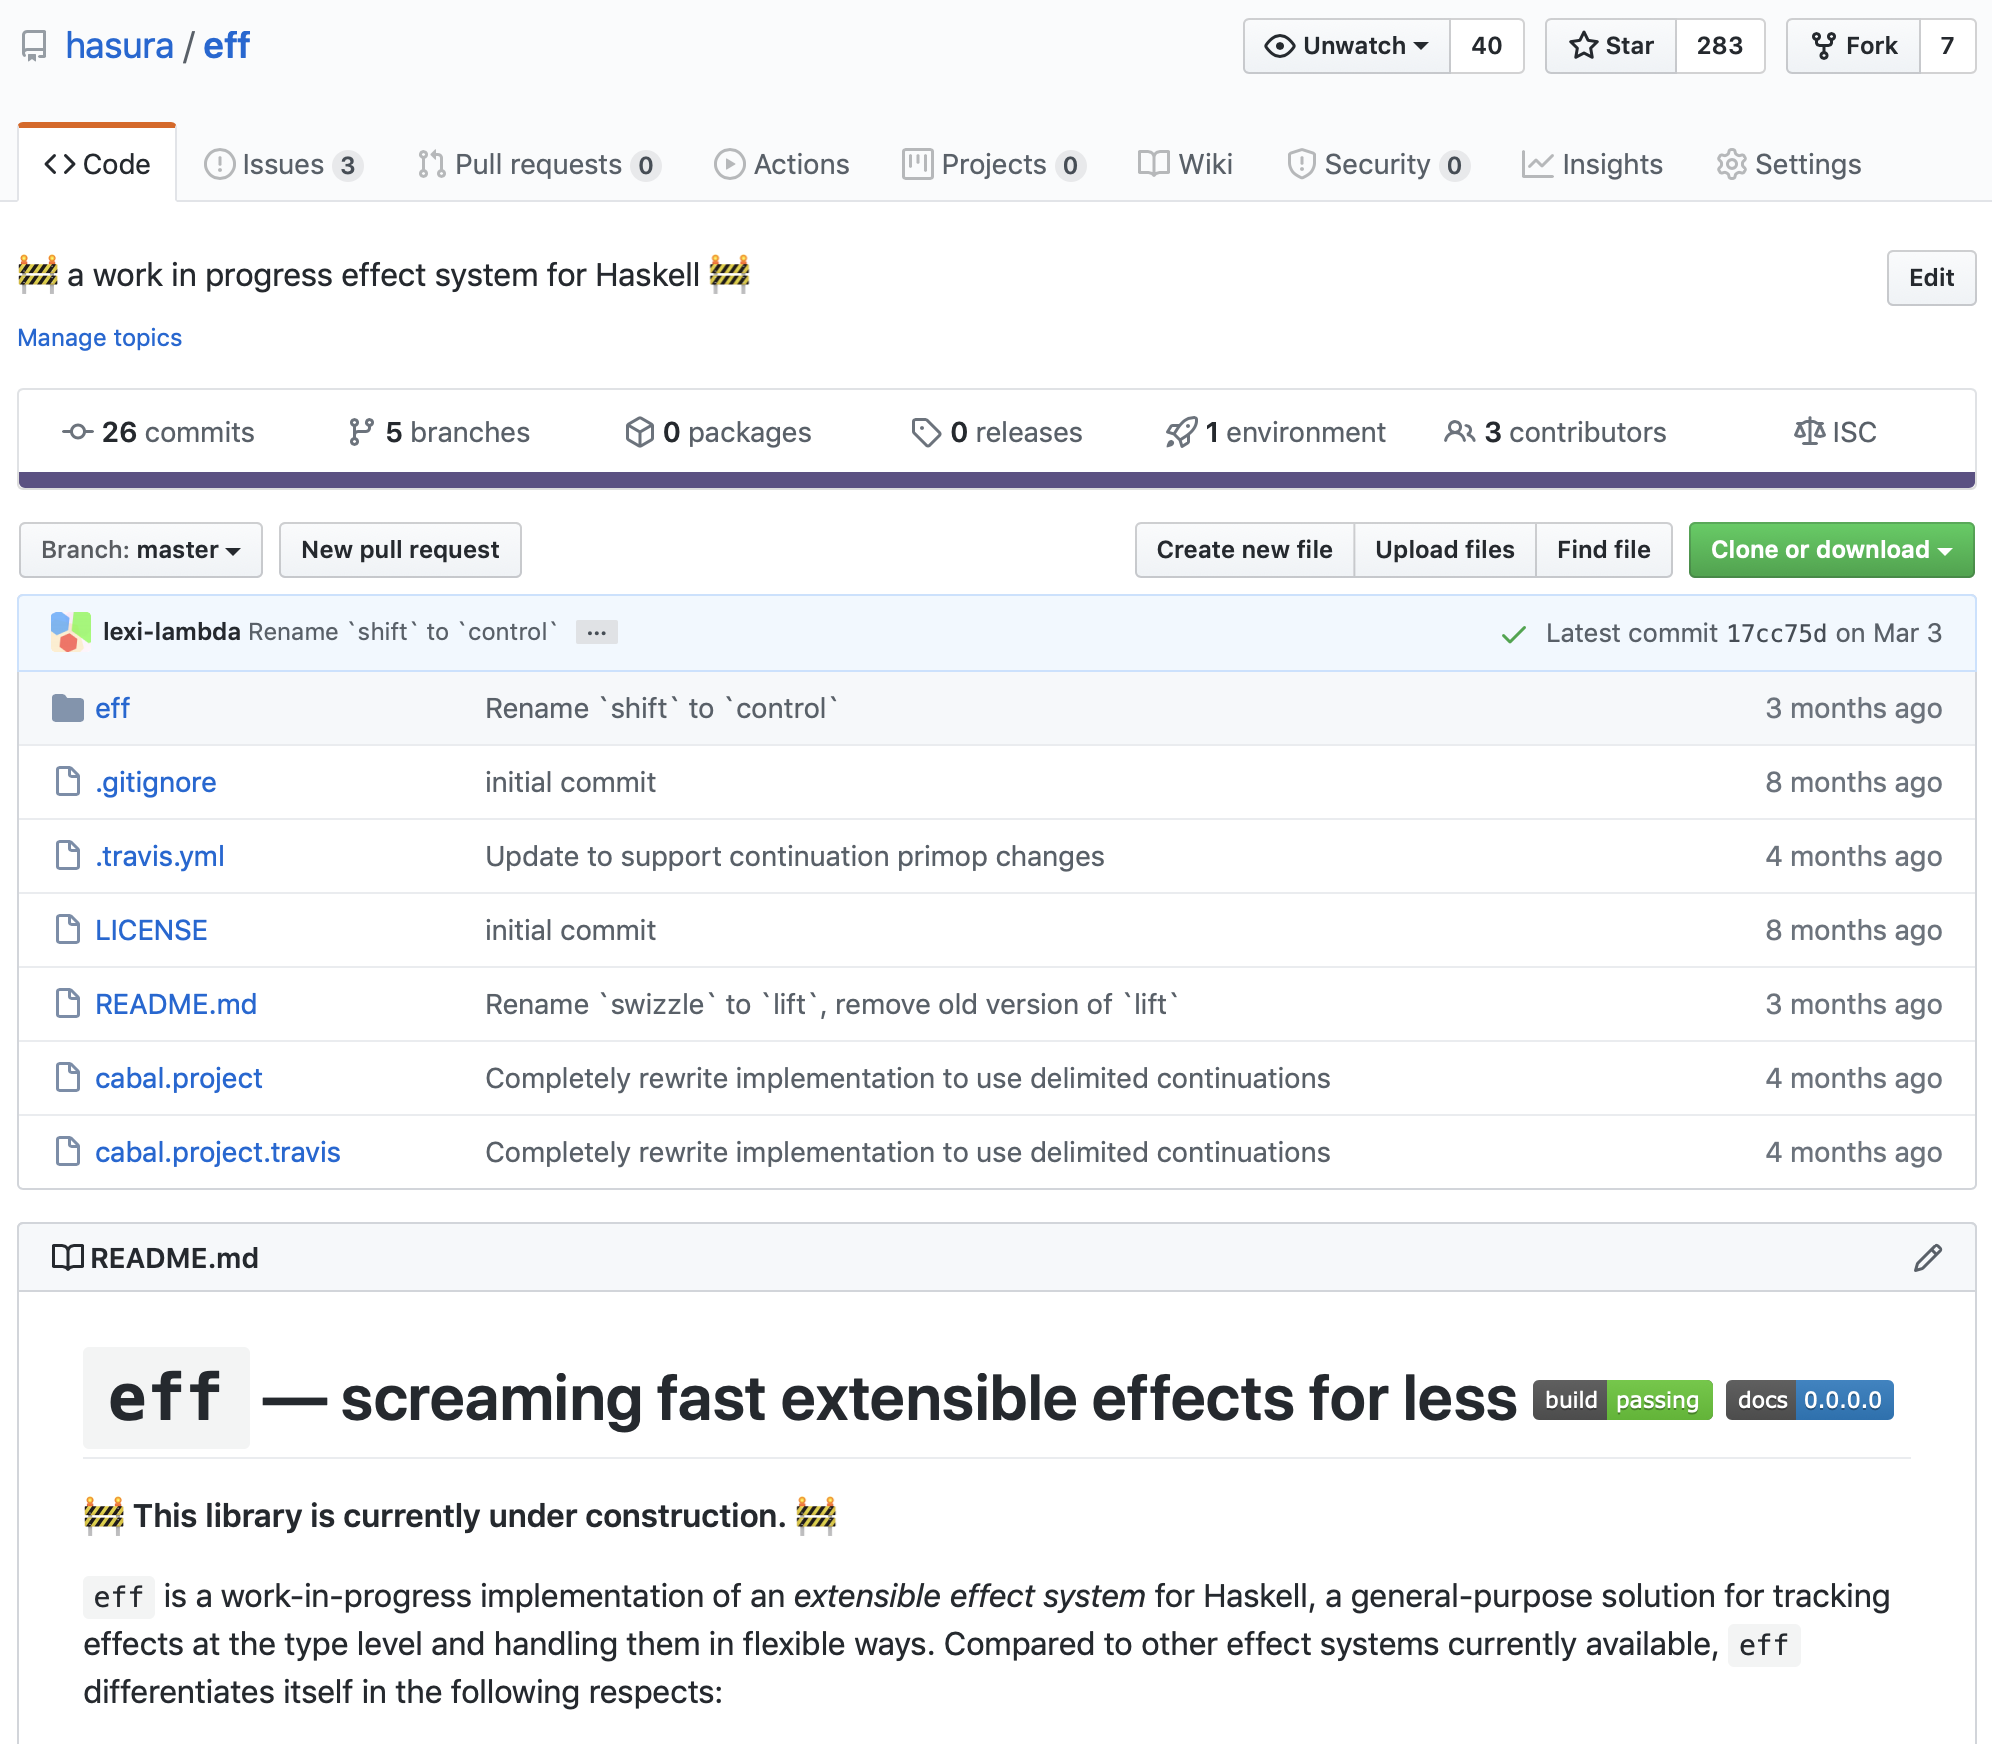 hasura / eff
Unwatch 40
Star 283
Fork 7
Code
Issues 3
Pull requests 0
Actions
Projects 0
Wiki
Security 0
Insights
Settings
🚧 a work in progress effect system for Haskell 🚧
Edit
Manage topics
26 commits
5 branches
0 packages
0 releases
1 environment
3 contributors
ISC
Branch: master
New pull request
Create new file
Upload files
Find file
Clone or download
lexi-lambda Rename `shift` to `control` ...
Latest commit 17cc75d on Mar 3
eff Rename `shift` to `control` 3 months ago
.gitignore initial commit 8 months ago
.travis.yml Update to support continuation primop changes 4 months ago
LICENSE initial commit 8 months ago
README.md Rename `swizzle` to `lift`, remove old version of `lift` 3 months ago
cabal.project Completely rewrite implementation to use delimited continuations 4 months ago
cabal.project.travis Completely rewrite implementation to use delimited continuations 4 months ago
README.md
eff — screaming fast extensible effects for less build passing docs 0.0.0.0
🚧 This library is currently under construction. 🚧
eff is a work-in-progress implementation of an extensible effect system for Haskell, a general-purpose solution for tracking
effects at the type level and handling them in flexible ways. Compared to other effect systems currently available, eff
differentiates itself in the following respects: